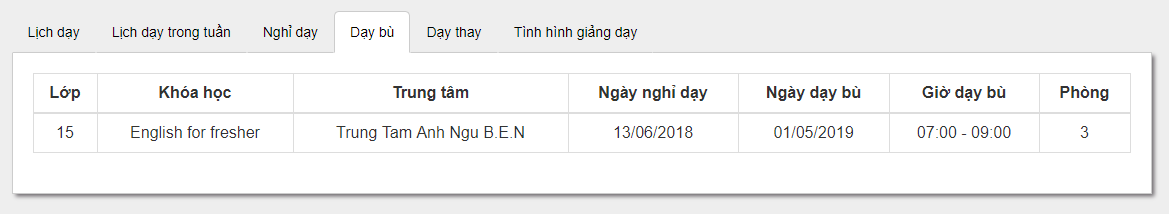 Lịch dạy Lịch dạy trong tuần Nghỉ dạy Dạy bù Dạy thay Tình hình giảng dạy
Lớp Khóa học Trung tâm Ngày nghỉ dạy Ngày dạy bù Giờ dạy bù Phòng
15 English for fresher Trung Tam Anh Ngu B.E.N 13/06/2018 01/05/2019 07:00 - 09:00 3